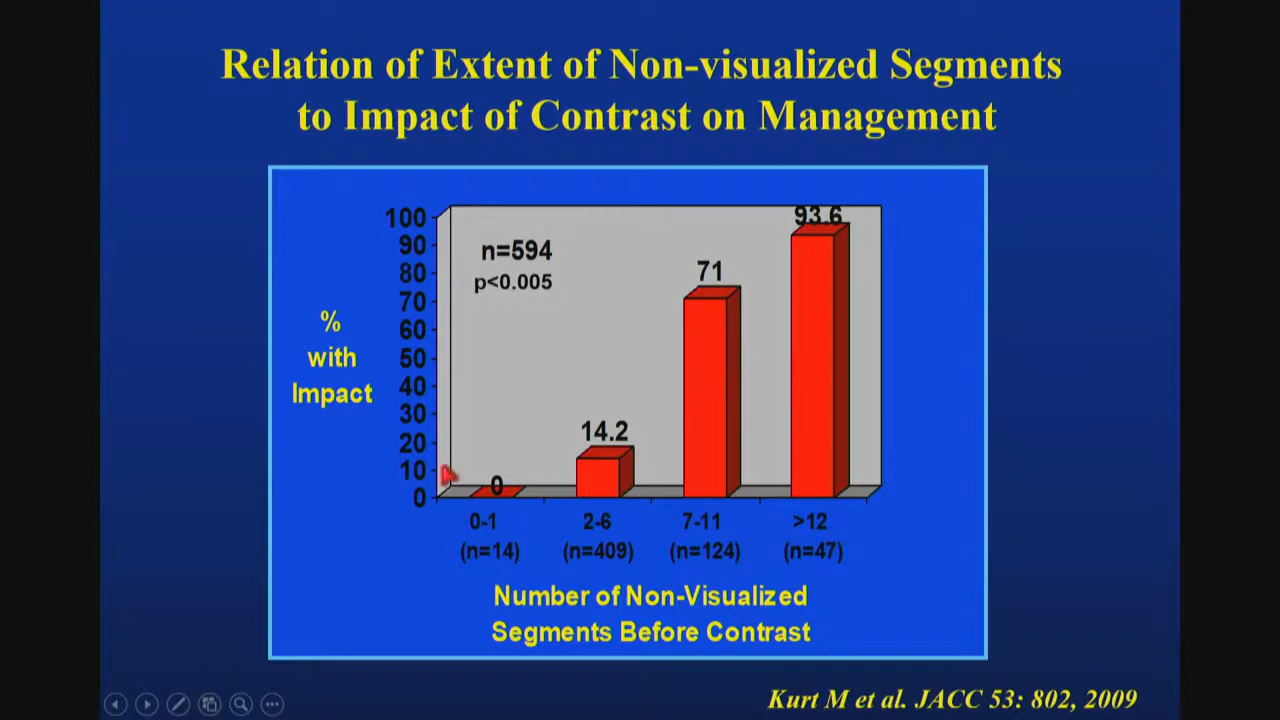 Relation of Extent of Non-visualized Segments
to Impact of Contrast on Management
100
90
80
70
60
50
40
30
20
10
0
%
with
Impact
n=594
p<0.005
0
14.2
71
93.6
0-1
2-6
7-11
>12
(n=14)
(n=409)
(n=124)
(n=47)
Number of Non-Visualized
Segments Before Contrast
Kurt M et al. JACC 53: 802, 2009